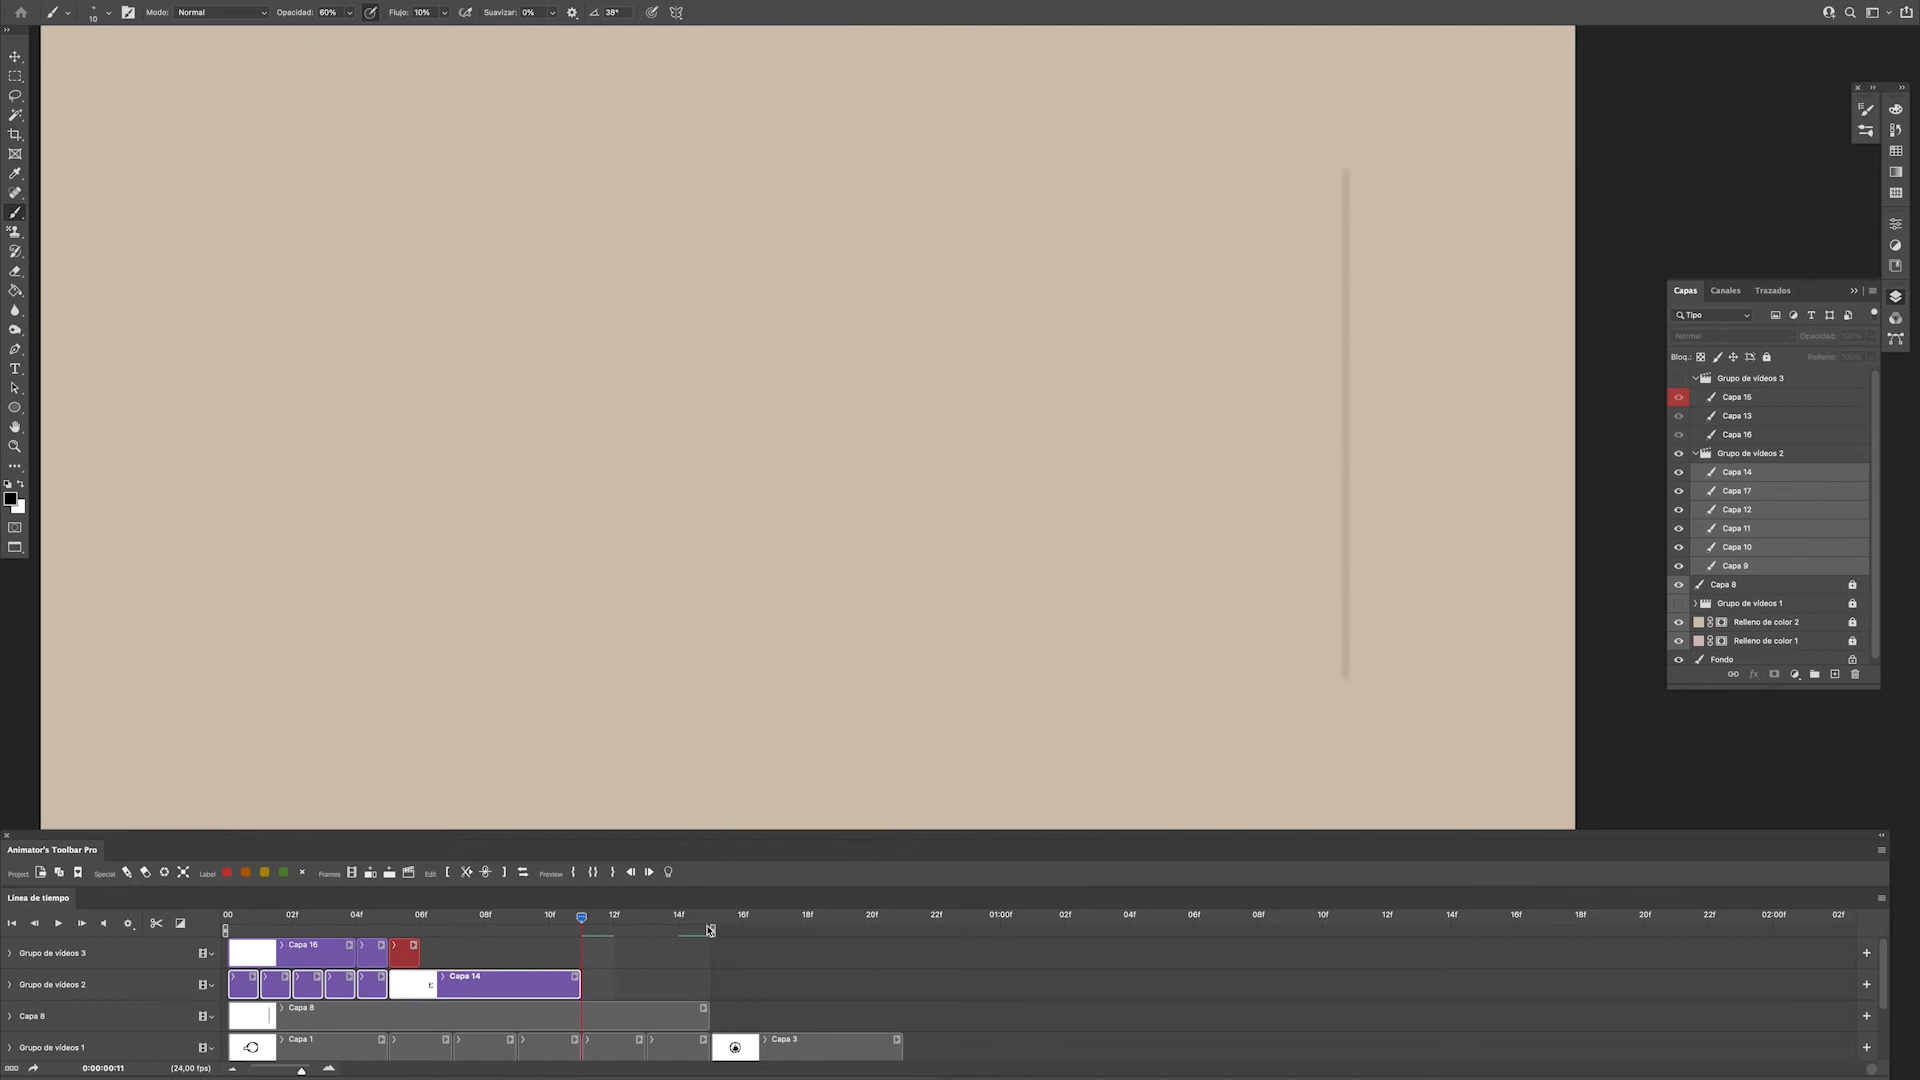 10 Modo: Normal Opacidad: 60% Flujo: 10% Suavizar: 0% 38°
Capas Canales Trazados
Tipo
Normal Opacidad: 100%
Bloq.: Relleno: 100%
Grupo de vídeos 3
Capa 15
Capa 13
Capa 16
Grupo de vídeos 2
Capa 14
Capa 17
Capa 12
Capa 11
Capa 10
Capa 9
Capa 8
Grupo de vídeos 1
Relleno de color 2
Relleno de color 1
Fondo
Animator's Toolbar Pro
Project Special Label Frames Edit Preview
Línea de tiempo
00 02f 04f 06f 08f 10f 12f 14f 16f 18f 20f 22f 01:00f 02f 04f 06f 08f 10f 12f 14f 16f 18f 20f 22f 02:00f 02f
Grupo de vídeos 3 Capa 16
Grupo de vídeos 2 Capa 14
Capa 8 Capa 8
Grupo de vídeos 1 Capa 1 Capa 3
0:00:00:11 (24,00 fps)